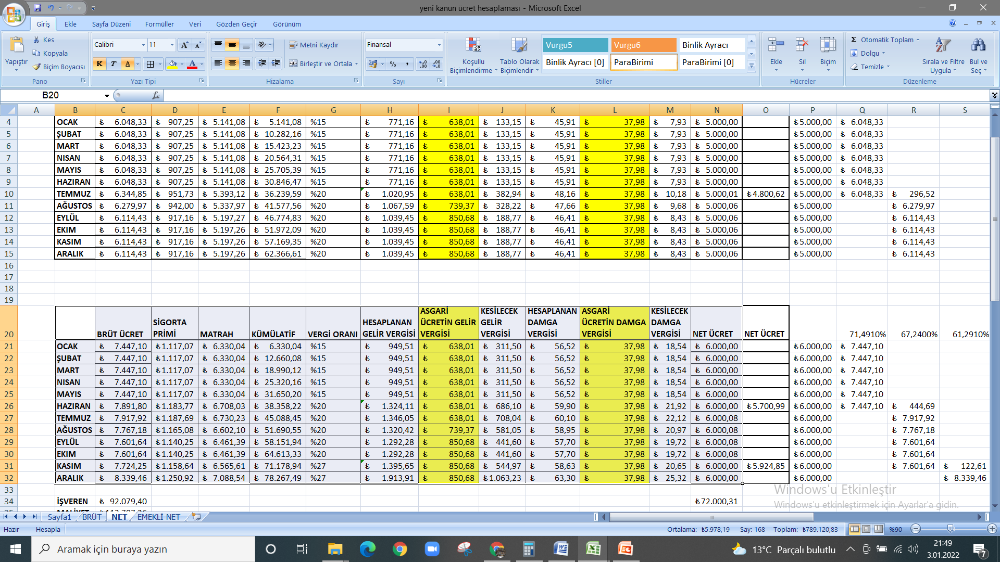 yeni kanun ücret hesaplaması - Microsoft Excel
Giriş Ekle Sayfa Düzeni Formüller Veri Gözden Geçir Görünüm
Yapıştır Kes Kopyala Biçim Boyacısı Pano
Calibri 11 K T A Yazı Tipi
Metni Kaydır Birleştir ve Ortala Hizalama
Finansal % Sayı
Koşullu Biçimlendirme Tablo Olarak Biçimlendir
Vurgu5 Vurgu6 Binlik Ayracı
Binlik Ayracı [0] ParaBirimi ParaBirimi [0]
Stiller
Ekle Sil Biçim Hücreler
Σ Otomatik Toplam Dolgu Temizle Sırala ve Filtre Uygula Bul ve Seç Düzenleme
B20 fx
A B C D E F G H I J K L M N O P Q R S
4 OCAK ₺ 6.048,33 ₺ 907,25 ₺ 5.141,08 ₺ 5.141,08 %15 ₺ 771,16 ₺ 638,01 ₺ 133,15 ₺ 45,91 ₺ 37,98 ₺ 7,93 ₺ 5.000,00 ₺5.000,00 ₺ 6.048,33
5 ŞUBAT ₺ 6.048,33 ₺ 907,25 ₺ 5.141,08 ₺ 10.282,16 %15 ₺ 771,16 ₺ 638,01 ₺ 133,15 ₺ 45,91 ₺ 37,98 ₺ 7,93 ₺ 5.000,00 ₺5.000,00 ₺ 6.048,33
6 MART ₺ 6.048,33 ₺ 907,25 ₺ 5.141,08 ₺ 15.423,23 %15 ₺ 771,16 ₺ 638,01 ₺ 133,15 ₺ 45,91 ₺ 37,98 ₺ 7,93 ₺ 5.000,00 ₺5.000,00 ₺ 6.048,33
7 NISAN ₺ 6.048,33 ₺ 907,25 ₺ 5.141,08 ₺ 20.564,31 %15 ₺ 771,16 ₺ 638,01 ₺ 133,15 ₺ 45,91 ₺ 37,98 ₺ 7,93 ₺ 5.000,00 ₺5.000,00 ₺ 6.048,33
8 MAYIS ₺ 6.048,33 ₺ 907,25 ₺ 5.141,08 ₺ 25.705,39 %15 ₺ 771,16 ₺ 638,01 ₺ 133,15 ₺ 45,91 ₺ 37,98 ₺ 7,93 ₺ 5.000,00 ₺5.000,00 ₺ 6.048,33
9 HAZIRAN ₺ 6.048,33 ₺ 907,25 ₺ 5.141,08 ₺ 30.846,47 %15 ₺ 771,16 ₺ 638,01 ₺ 133,15 ₺ 45,91 ₺ 37,98 ₺ 7,93 ₺ 5.000,00 ₺5.000,00 ₺ 6.048,33
10 TEMMUZ ₺ 6.344,85 ₺ 951,73 ₺ 5.393,12 ₺ 36.239,59 %20 ₺ 1.020,95 ₺ 638,01 ₺ 382,94 ₺ 48,16 ₺ 37,98 ₺ 10,18 ₺ 5.000,01 ₺4.800,62 ₺5.000,00 ₺ 6.048,33 ₺ 296,52
11 AĞUSTOS ₺ 6.279,97 ₺ 942,00 ₺ 5.337,97 ₺ 41.577,56 %20 ₺ 1.067,59 ₺ 739,37 ₺ 328,22 ₺ 47,66 ₺ 37,98 ₺ 9,68 ₺ 5.000,06 ₺5.000,00 ₺ 6.279,97
12 EYLÜL ₺ 6.114,43 ₺ 917,16 ₺ 5.197,27 ₺ 46.774,83 %20 ₺ 1.039,45 ₺ 850,68 ₺ 188,77 ₺ 46,41 ₺ 37,98 ₺ 8,43 ₺ 5.000,06 ₺5.000,00 ₺ 6.114,43
13 EKIM ₺ 6.114,43 ₺ 917,16 ₺ 5.197,26 ₺ 51.972,09 %20 ₺ 1.039,45 ₺ 850,68 ₺ 188,77 ₺ 46,41 ₺ 37,98 ₺ 8,43 ₺ 5.000,06 ₺5.000,00 ₺ 6.114,43
14 KASIM ₺ 6.114,43 ₺ 917,16 ₺ 5.197,26 ₺ 57.169,35 %20 ₺ 1.039,45 ₺ 850,68 ₺ 188,77 ₺ 46,41 ₺ 37,98 ₺ 8,43 ₺ 5.000,06 ₺5.000,00 ₺ 6.114,43
15 ARALIK ₺ 6.114,43 ₺ 917,16 ₺ 5.197,26 ₺ 62.366,61 %20 ₺ 1.039,45 ₺ 850,68 ₺ 188,77 ₺ 46,41 ₺ 37,98 ₺ 8,43 ₺ 5.000,06 ₺5.000,00 ₺ 6.114,43
16
17
18
19
20 BRÜT ÜCRET SİGORTA PRİMİ MATRAH KÜMÜLATİF VERGİ ORANI HESAPLANAN GELİR VERGİSİ ASGARİ ÜCRETİN GELİR VERGİSİ KESİLECEK GELİR VERGİSİ HESAPLANAN DAMGA VERGİSİ ASGARİ ÜCRETİN DAMGA VERGİSİ KESİLECEK DAMGA VERGİSİ NET ÜCRET NET ÜCRET 71,4910% 67,2400% 61,2910%
21 OCAK ₺ 7.447,10 ₺1.117,07 ₺ 6.330,04 ₺ 6.330,04 %15 ₺ 949,51 ₺ 638,01 ₺ 311,50 ₺ 56,52 ₺ 37,98 ₺ 18,54 ₺ 6.000,00 ₺6.000,00 ₺ 7.447,10
22 ŞUBAT ₺ 7.447,10 ₺1.117,07 ₺ 6.330,04 ₺ 12.660,08 %15 ₺ 949,51 ₺ 638,01 ₺ 311,50 ₺ 56,52 ₺ 37,98 ₺ 18,54 ₺ 6.000,00 ₺6.000,00 ₺ 7.447,10
23 MART ₺ 7.447,10 ₺1.117,07 ₺ 6.330,04 ₺ 18.990,12 %15 ₺ 949,51 ₺ 638,01 ₺ 311,50 ₺ 56,52 ₺ 37,98 ₺ 18,54 ₺ 6.000,00 ₺6.000,00 ₺ 7.447,10
24 NISAN ₺ 7.447,10 ₺1.117,07 ₺ 6.330,04 ₺ 25.320,16 %15 ₺ 949,51 ₺ 638,01 ₺ 311,50 ₺ 56,52 ₺ 37,98 ₺ 18,54 ₺ 6.000,00 ₺6.000,00 ₺ 7.447,10
25 MAYIS ₺ 7.447,10 ₺1.117,07 ₺ 6.330,04 ₺ 31.650,20 %15 ₺ 949,51 ₺ 638,01 ₺ 311,50 ₺ 56,52 ₺ 37,98 ₺ 18,54 ₺ 6.000,00 ₺6.000,00 ₺ 7.447,10
26 HAZIRAN ₺ 7.891,80 ₺1.183,77 ₺ 6.708,03 ₺ 38.358,22 %20 ₺ 1.324,11 ₺ 638,01 ₺ 686,10 ₺ 59,90 ₺ 37,98 ₺ 21,92 ₺ 6.000,00 ₺5.700,99 ₺6.000,00 ₺ 7.447,10 ₺ 444,69
27 TEMMUZ ₺ 7.917,92 ₺1.187,69 ₺ 6.730,23 ₺ 45.088,45 %20 ₺ 1.346,05 ₺ 638,01 ₺ 708,04 ₺ 60,10 ₺ 37,98 ₺ 22,12 ₺ 6.000,08 ₺6.000,00 ₺ 7.917,92
28 AĞUSTOS ₺ 7.767,18 ₺1.165,08 ₺ 6.602,10 ₺ 51.690,55 %20 ₺ 1.320,42 ₺ 739,37 ₺ 581,05 ₺ 58,95 ₺ 37,98 ₺ 20,97 ₺ 6.000,08 ₺6.000,00 ₺ 7.767,18
29 EYLÜL ₺ 7.601,64 ₺1.140,25 ₺ 6.461,39 ₺ 58.151,94 %20 ₺ 1.292,28 ₺ 850,68 ₺ 441,60 ₺ 57,70 ₺ 37,98 ₺ 19,72 ₺ 6.000,08 ₺6.000,00 ₺ 7.601,64
30 EKIM ₺ 7.601,64 ₺1.140,25 ₺ 6.461,39 ₺ 64.613,33 %20 ₺ 1.292,28 ₺ 850,68 ₺ 441,60 ₺ 57,70 ₺ 37,98 ₺ 19,72 ₺ 6.000,08 ₺6.000,00 ₺ 7.601,64
31 KASIM ₺ 7.724,25 ₺1.158,64 ₺ 6.565,61 ₺ 71.178,94 %27 ₺ 1.395,65 ₺ 850,68 ₺ 544,97 ₺ 58,63 ₺ 37,98 ₺ 20,65 ₺ 6.000,00 ₺5.924,85 ₺6.000,00 ₺ 7.601,64 ₺ 122,61
32 ARALIK ₺ 8.339,46 ₺1.250,92 ₺ 7.088,54 ₺ 78.267,49 %27 ₺ 1.913,91 ₺ 850,68 ₺1.063,23 ₺ 63,30 ₺ 37,98 ₺ 25,32 ₺ 6.000,00 ₺6.000,00 ₺ 8.339,46
33
34 İŞVEREN ₺ 92.079,40 ₺72.000,31
Windows'u Etkinleştir
Windows'u etkinleştirmek için Ayarlar'a gidin.
Sayfa1 BRÜT NET EMEKLİ NET
Hazır Hesapla Ortalama: ₺5.978,19 Say: 168 Toplam: ₺789.120,83 %90
Aramak için buraya yazın 13°C Parçalı bulutlu 21:49
3.01.2022 7